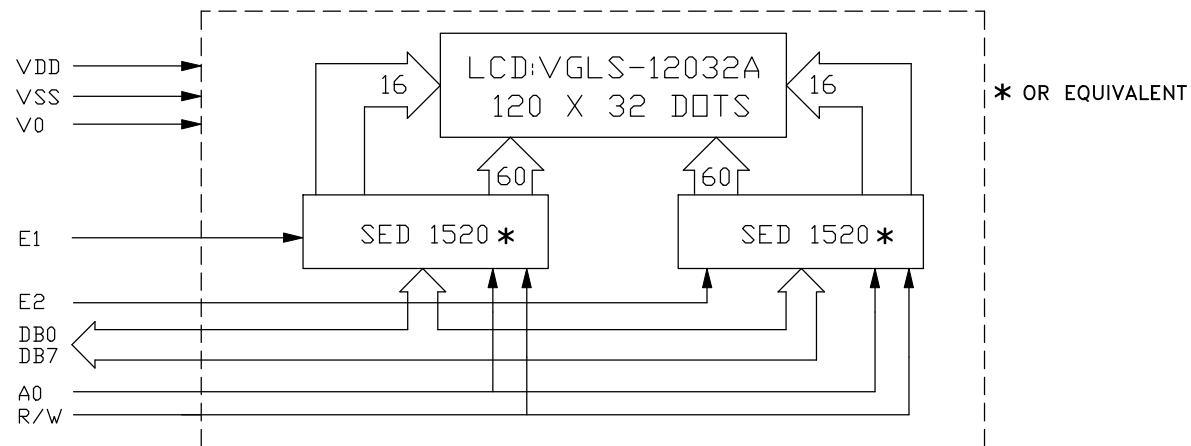 VDD
VSS
V0
E1
E2
DB0
DB7
A0
R/W
LCD:VGLS-12032A
120 X 32 DOTS
16
16
60
60
SED 1520 *
SED 1520 *
* OR EQUIVALENT